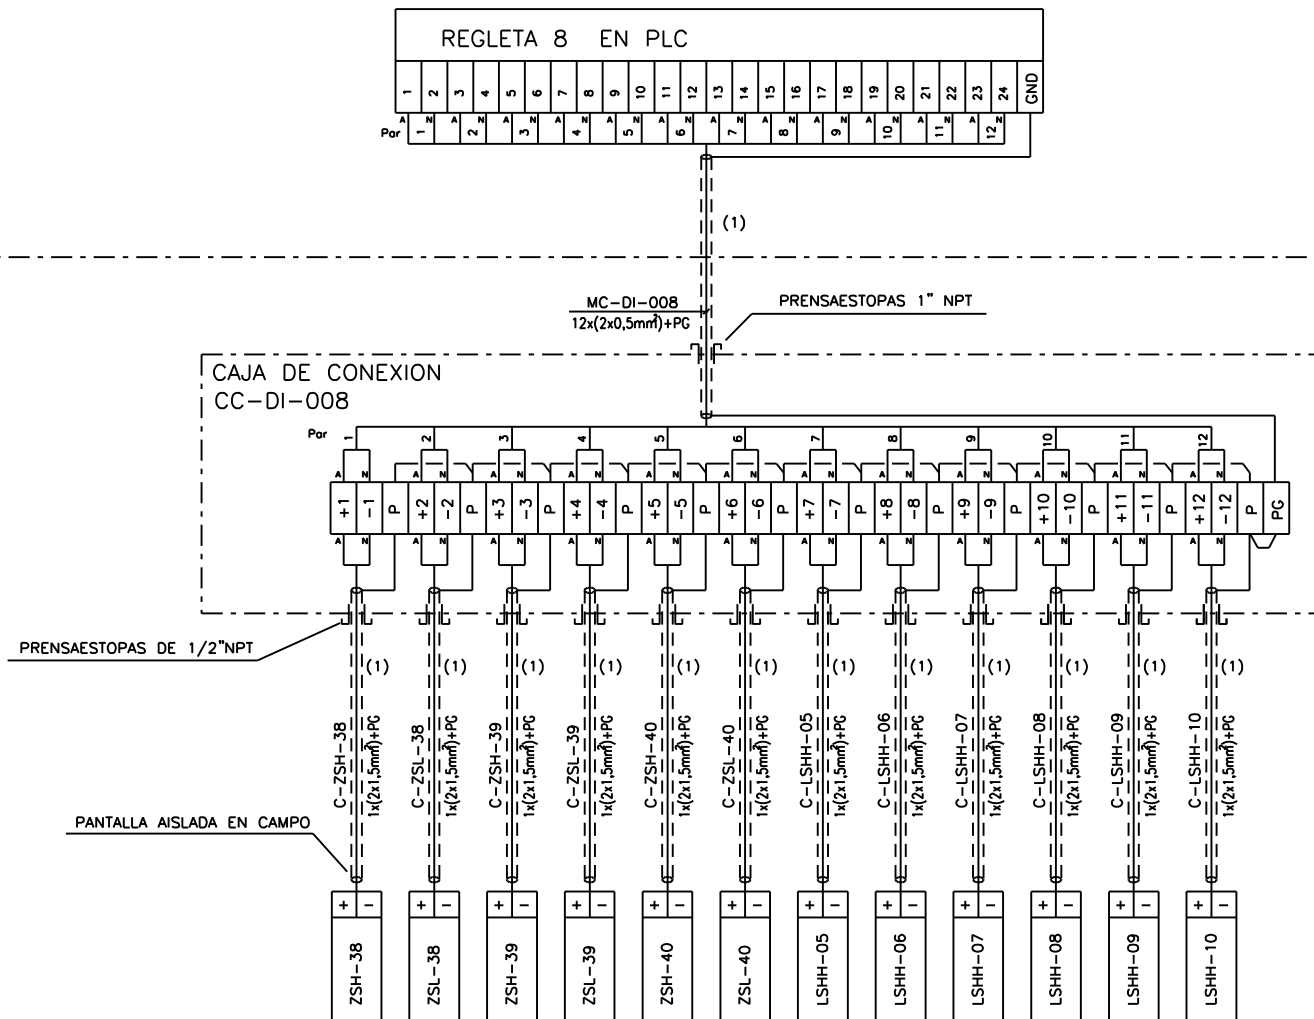 REGLETA 8 EN PLC
1 2 3 4 5 6 7 8 9 10 11 12 13 14 15 16 17 18 19 20 21 22 23 24 GND
A N A N A N A N A N A N A N A N A N A N A N A N
Par 1 2 3 4 5 6 7 8 9 10 11 12
(1)
MC-DI-008
12x(2x0,5mm²)+PG
PRENSAESTOPAS 1" NPT
CAJA DE CONEXION
CC-DI-008
Par 1 2 3 4 5 6 7 8 9 10 11 12
A N A N A N A N A N A N A N A N A N A N A N A N
+1 -1 P +2 -2 P +3 -3 P +4 -4 P +5 -5 P +6 -6 P +7 -7 P +8 -8 P +9 -9 P +10 -10 P +11 -11 P +12 -12 P PG
A N A N A N A N A N A N A N A N A N A N A N A N
PRENSAESTOPAS DE 1/2"NPT
(1) (1) (1) (1) (1) (1) (1) (1) (1) (1) (1) (1)
C-ZSH-38
1x(2x1,5mm²)+PG
C-ZSL-38
1x(2x1,5mm²)+PG
C-ZSH-39
1x(2x1,5mm²)+PG
C-ZSL-39
1x(2x1,5mm²)+PG
C-ZSH-40
1x(2x1,5mm²)+PG
C-ZSL-40
1x(2x1,5mm²)+PG
C-LSHH-05
1x(2x1,5mm²)+PG
C-LSHH-06
1x(2x1,5mm²)+PG
C-LSHH-07
1x(2x1,5mm²)+PG
C-LSHH-08
1x(2x1,5mm²)+PG
C-LSHH-09
1x(2x1,5mm²)+PG
C-LSHH-10
1x(2x1,5mm²)+PG
PANTALLA AISLADA EN CAMPO
+ - + - + - + - + - + - + - + - + - + - + - + -
ZSH-38
ZSL-38
ZSH-39
ZSL-39
ZSH-40
ZSL-40
LSHH-05
LSHH-06
LSHH-07
LSHH-08
LSHH-09
LSHH-10